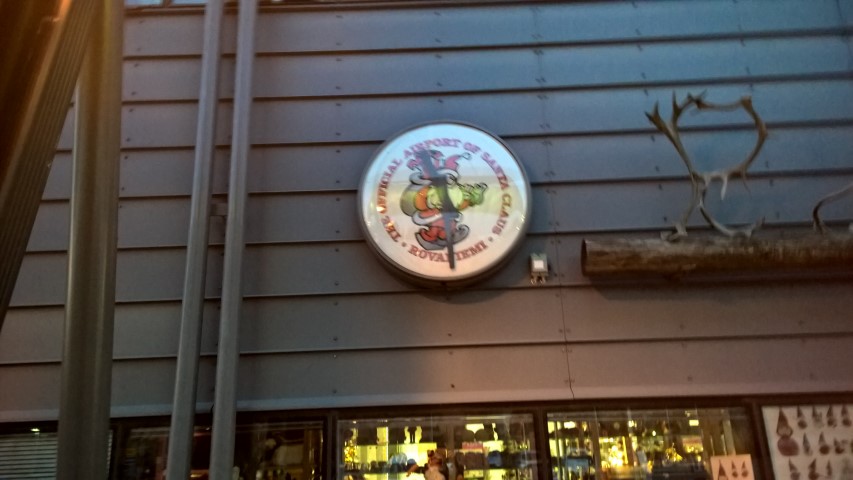 THE OFFICIAL AIRPORT OF SANTA CLAUS
• ROVANIEMI •